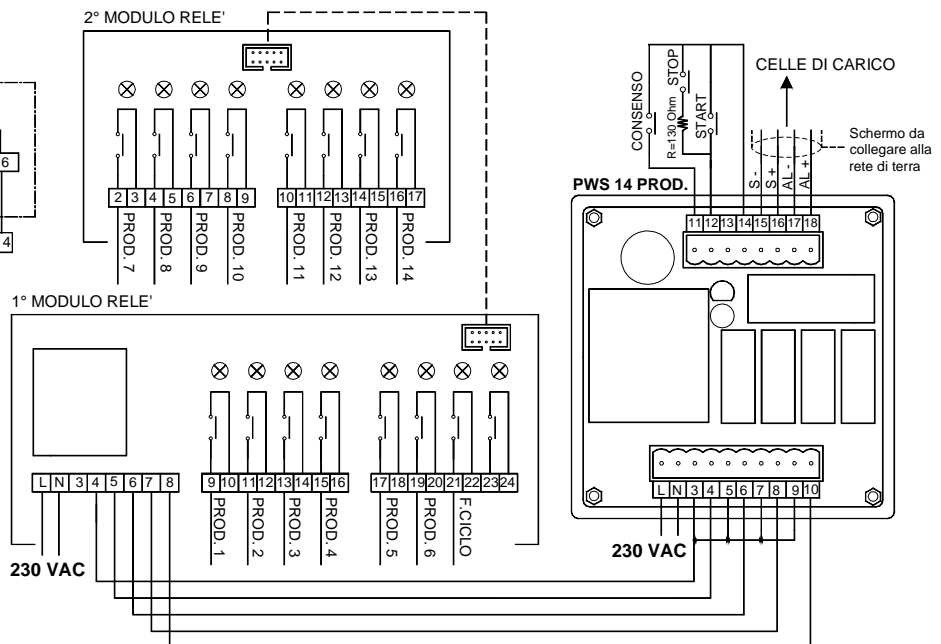 2° MODULO RELE'
2 3 4 5 6 7 8 9
10 11 12 13 14 15 16 17
PROD. 7
PROD. 8
PROD. 9
PROD. 10
PROD. 11
PROD. 12
PROD. 13
PROD. 14
6
4
CONSENSO
R=130 Ohm
STOP
START
CELLE DI CARICO
S -
S +
AL -
AL +
Schermo da
collegare alla
rete di terra
PWS 14 PROD.
11 12 13 14 15 16 17 18
1° MODULO RELE'
L N 3 4 5 6 7 8
9 10 11 12 13 14 15 16
17 18 19 20 21 22 23 24
PROD. 1
PROD. 2
PROD. 3
PROD. 4
PROD. 5
PROD. 6
F.CICLO
230 VAC
L N 3 4 5 6 7 8 9 10
230 VAC